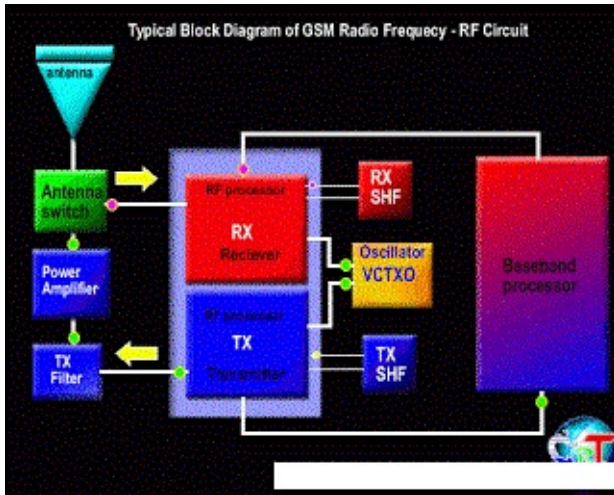 Typical Block Diagram of GSM Radio Frequecy - RF Circuit
antenna
Antenna
switch
RF processor
RX
Reciever
RX
SHF
Power
Amplifier
Oscillator
VCTXO
Baseband
processor
RF processor
TX
Transmitter
TX
Filter
TX
SHF